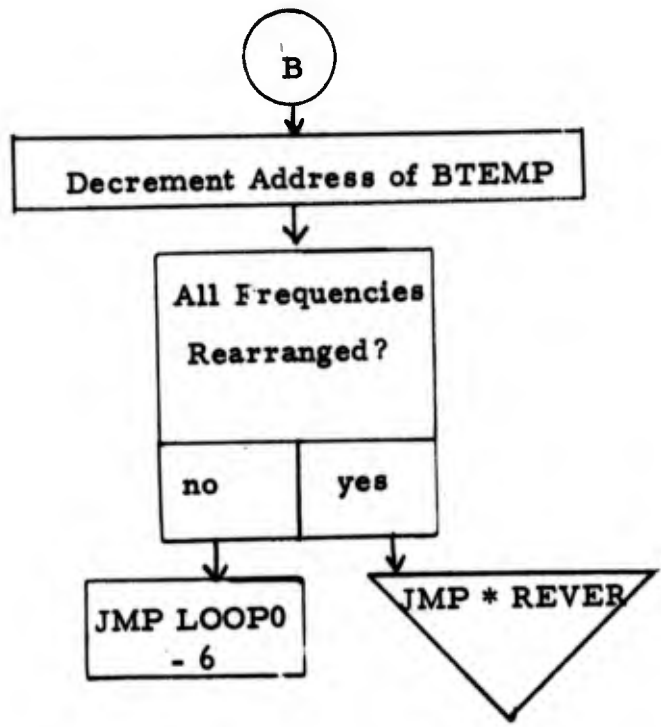 B
Decrement Address of BTEMP
All Frequencies
Rearranged?
no
yes
JMP LOOP0
- 6
JMP * REVER